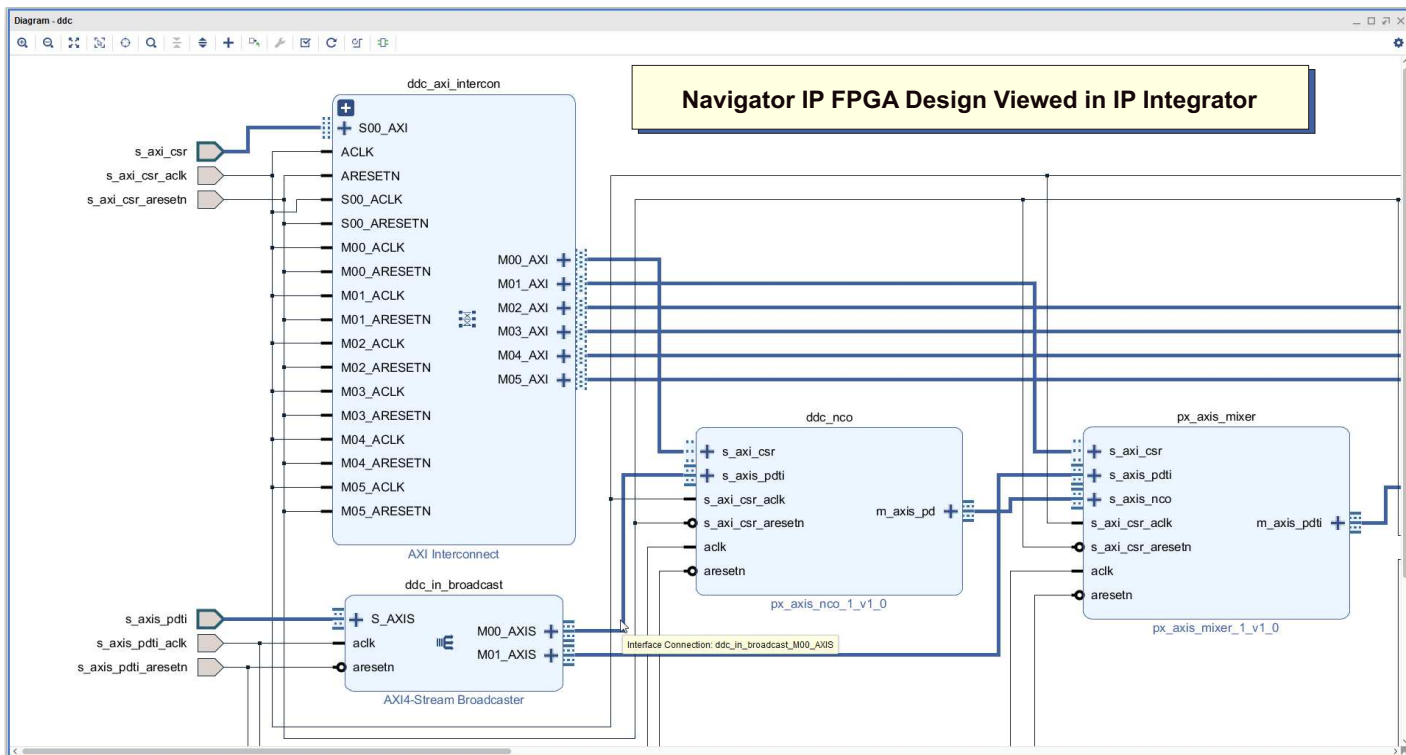 Diagram - ddc
Navigator IP FPGA Design Viewed in IP Integrator
ddc_axi_intercon
s_axi_csr
s_axi_csr_aclk
s_axi_csr_aresetn
S00_AXI
ACLK
ARESETN
S00_ACLK
S00_ARESETN
M00_ACLK
M00_ARESETN
M01_ACLK
M01_ARESETN
M02_ACLK
M02_ARESETN
M03_ACLK
M03_ARESETN
M04_ACLK
M04_ARESETN
M05_ACLK
M05_ARESETN
M00_AXI
M01_AXI
M02_AXI
M03_AXI
M04_AXI
M05_AXI
AXI Interconnect
ddc_nco
s_axi_csr
s_axis_pdti
s_axi_csr_aclk
s_axi_csr_aresetn
aclk
aresetn
m_axis_pd
px_axis_nco_1_v1_0
px_axis_mixer
s_axi_csr
s_axis_pdti
s_axis_nco
s_axi_csr_aclk
s_axi_csr_aresetn
aclk
aresetn
m_axis_pdti
px_axis_mixer_1_v1_0
ddc_in_broadcast
s_axis_pdti
s_axis_pdti_aclk
s_axis_pdti_aresetn
S_AXIS
aclk
aresetn
M00_AXIS
M01_AXIS
AXI4-Stream Broadcaster
Interface Connection: ddc_in_broadcast_M00_AXIS